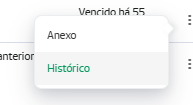 Vencido há 55
Anexo
anterior
Histórico